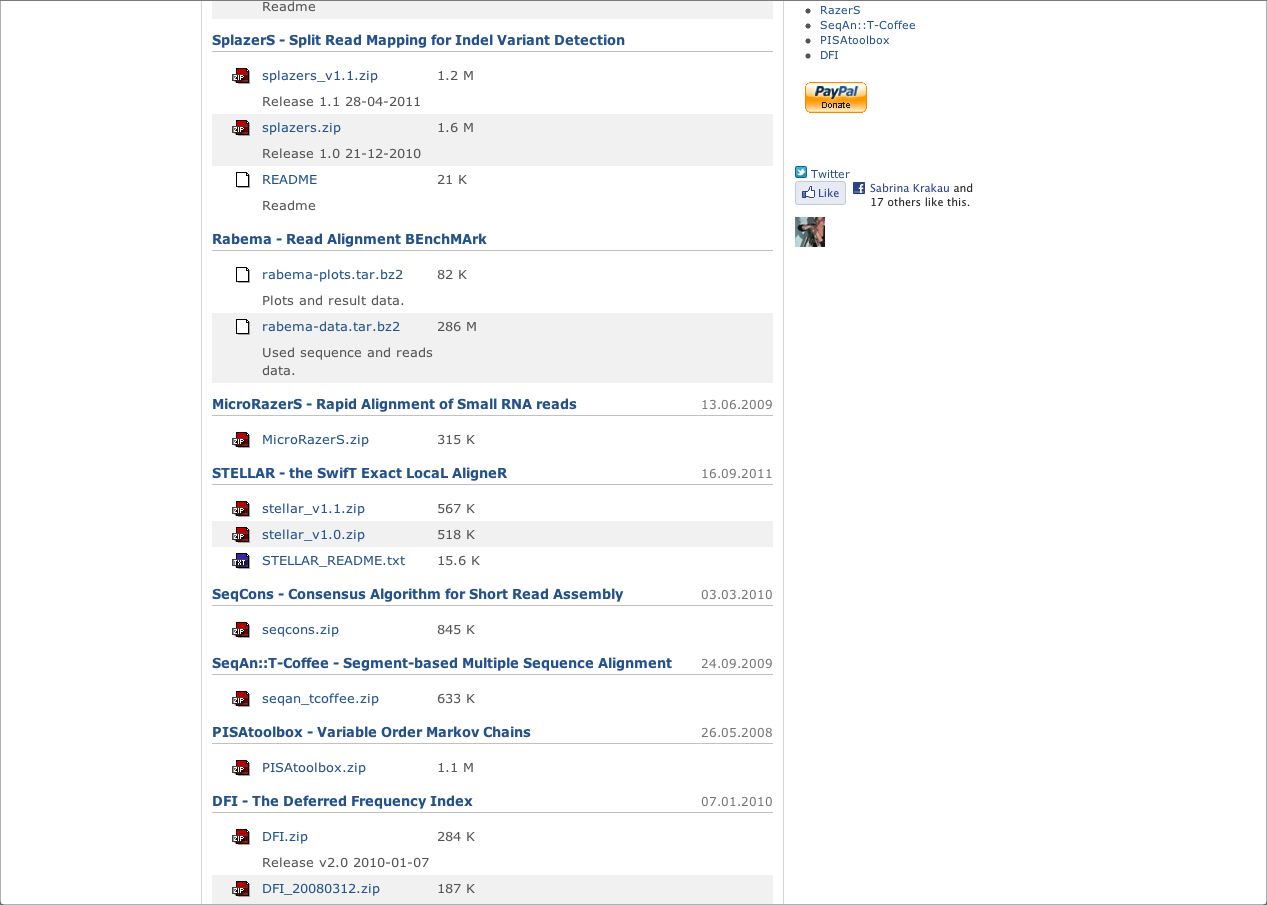 Readme
SplazerS - Split Read Mapping for Indel Variant Detection
ZIP splazers_v1.1.zip 1.2 M
Release 1.1 28-04-2011
ZIP splazers.zip 1.6 M
Release 1.0 21-12-2010
README 21 K
Readme
Rabema - Read Alignment BEnchMArk
rabema-plots.tar.bz2 82 K
Plots and result data.
rabema-data.tar.bz2 286 M
Used sequence and reads
data.
MicroRazerS - Rapid Alignment of Small RNA reads 13.06.2009
ZIP MicroRazerS.zip 315 K
STELLAR - the SwifT Exact LocaL AligneR 16.09.2011
ZIP stellar_v1.1.zip 567 K
ZIP stellar_v1.0.zip 518 K
TXT STELLAR_README.txt 15.6 K
SeqCons - Consensus Algorithm for Short Read Assembly 03.03.2010
ZIP seqcons.zip 845 K
SeqAn::T-Coffee - Segment-based Multiple Sequence Alignment 24.09.2009
ZIP seqan_tcoffee.zip 633 K
PISAtoolbox - Variable Order Markov Chains 26.05.2008
ZIP PISAtoolbox.zip 1.1 M
DFI - The Deferred Frequency Index 07.01.2010
ZIP DFI.zip 284 K
Release v2.0 2010-01-07
ZIP DFI_20080312.zip 187 K
RazerS
SeqAn::T-Coffee
PISAtoolbox
DFI
PayPal
Donate
Twitter
Like Sabrina Krakau and
17 others like this.